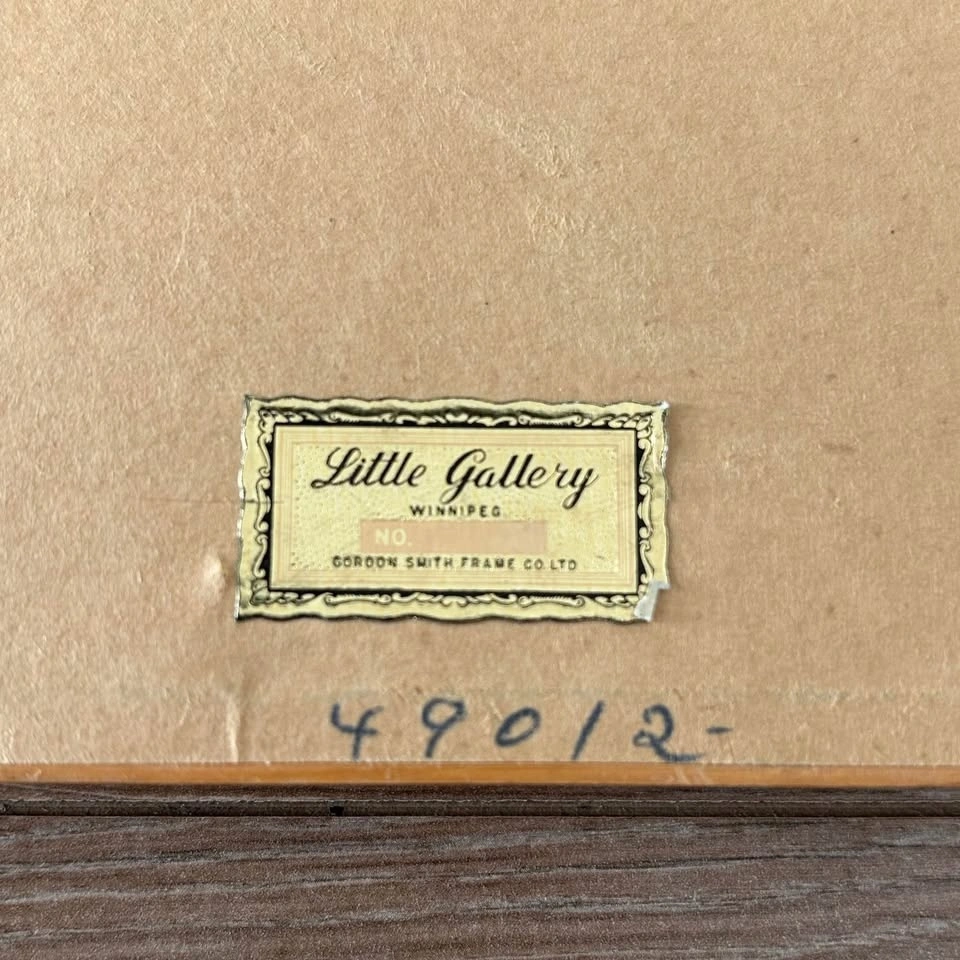 Little Gallery
WINNIPEG
NO.
GORDON SMITH FRAME CO. LTD
49012-